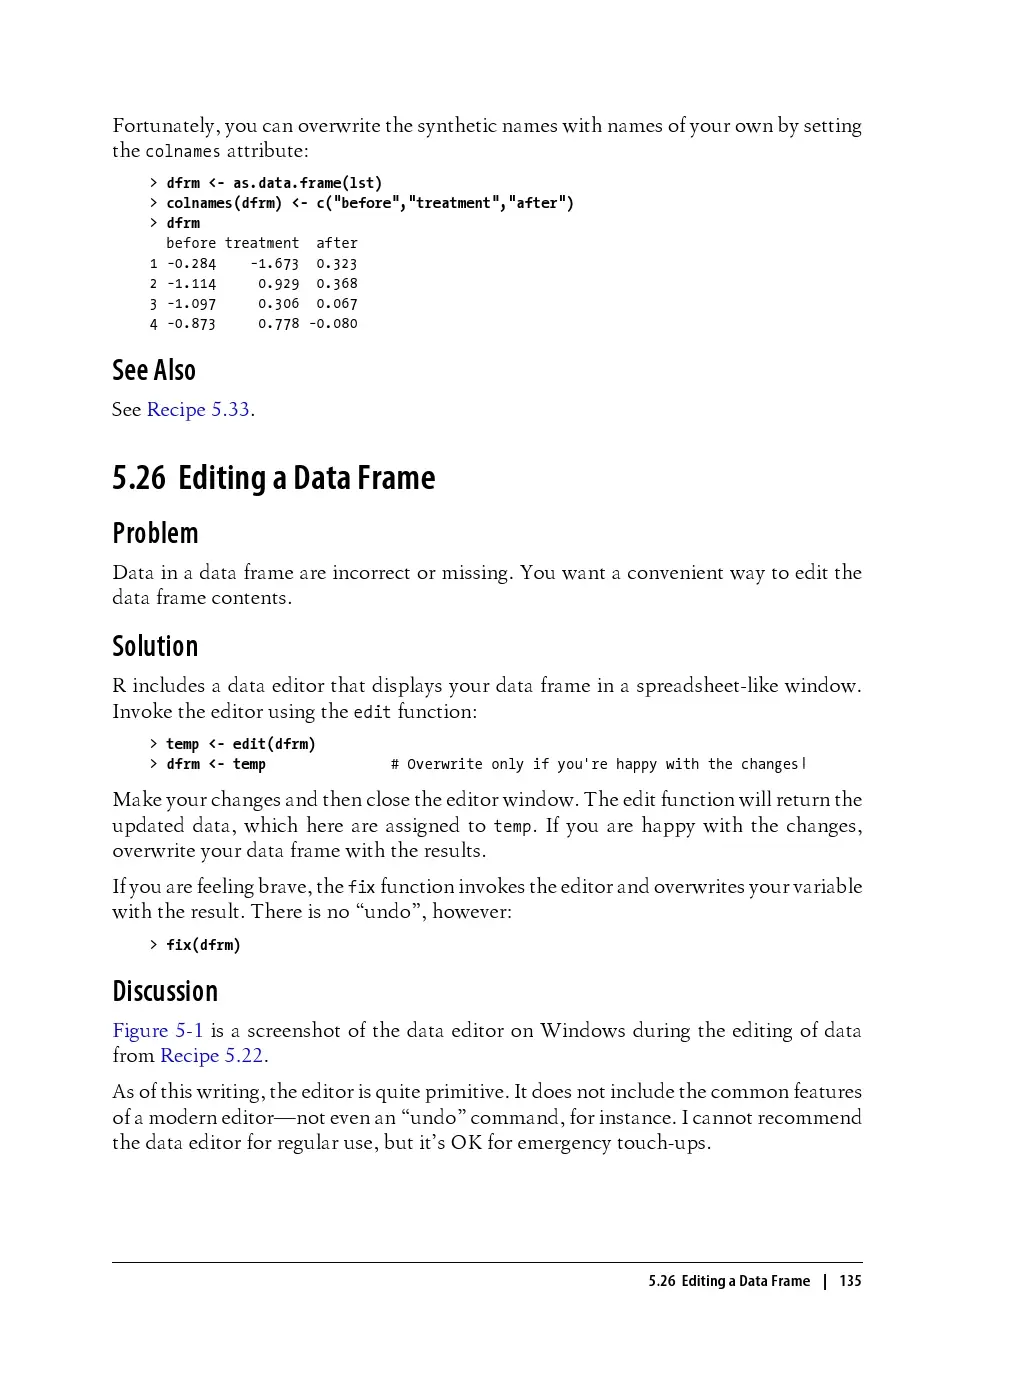 Fortunately, you can overwrite the synthetic names with names of your own by setting
the colnames attribute:
> dfrm <- as.data.frame(lst)
> colnames(dfrm) <- c("before","treatment","after")
> dfrm
  before treatment  after
1 -0.284    -1.673  0.323
2 -1.114     0.929  0.368
3 -1.097     0.306  0.067
4 -0.873     0.778 -0.080
See Also
See Recipe 5.33.
5.26 Editing a Data Frame
Problem
Data in a data frame are incorrect or missing. You want a convenient way to edit the
data frame contents.
Solution
R includes a data editor that displays your data frame in a spreadsheet-like window.
Invoke the editor using the edit function:
> temp <- edit(dfrm)
> dfrm <- temp               # Overwrite only if you're happy with the changes|
Make your changes and then close the editor window. The edit function will return the
updated data, which here are assigned to temp. If you are happy with the changes,
overwrite your data frame with the results.
If you are feeling brave, the fix function invokes the editor and overwrites your variable
with the result. There is no “undo”, however:
> fix(dfrm)
Discussion
Figure 5-1 is a screenshot of the data editor on Windows during the editing of data
from Recipe 5.22.
As of this writing, the editor is quite primitive. It does not include the common features
of a modern editor—not even an “undo” command, for instance. I cannot recommend
the data editor for regular use, but it’s OK for emergency touch-ups.
5.26 Editing a Data Frame | 135